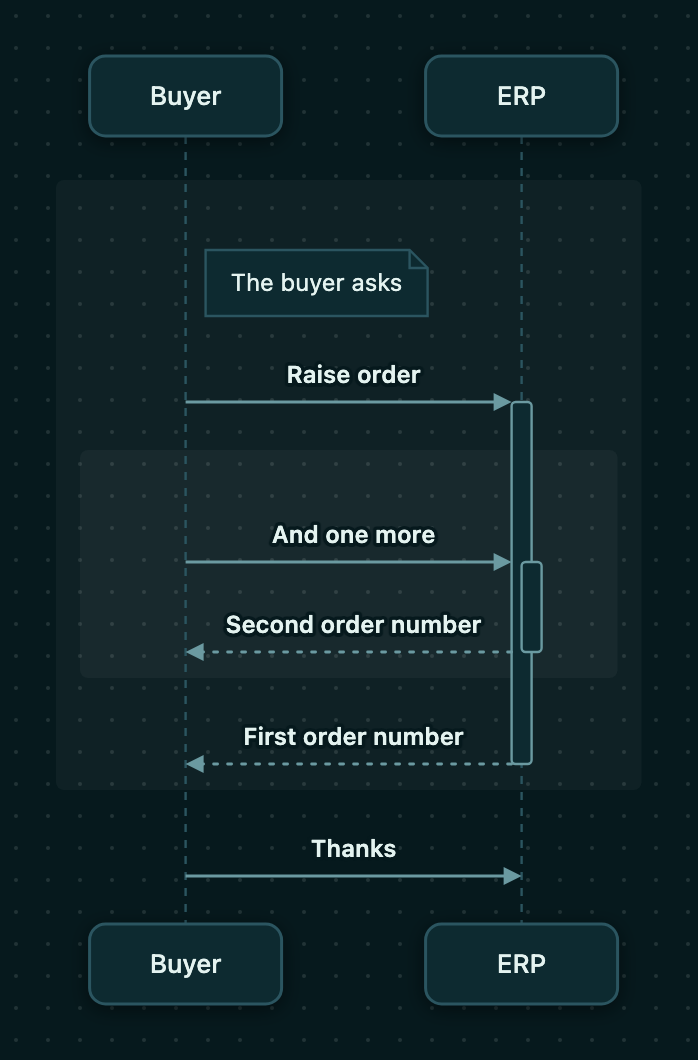 Buyer
ERP
The buyer asks
Raise order
And one more
Second order number
First order number
Thanks
Buyer
ERP